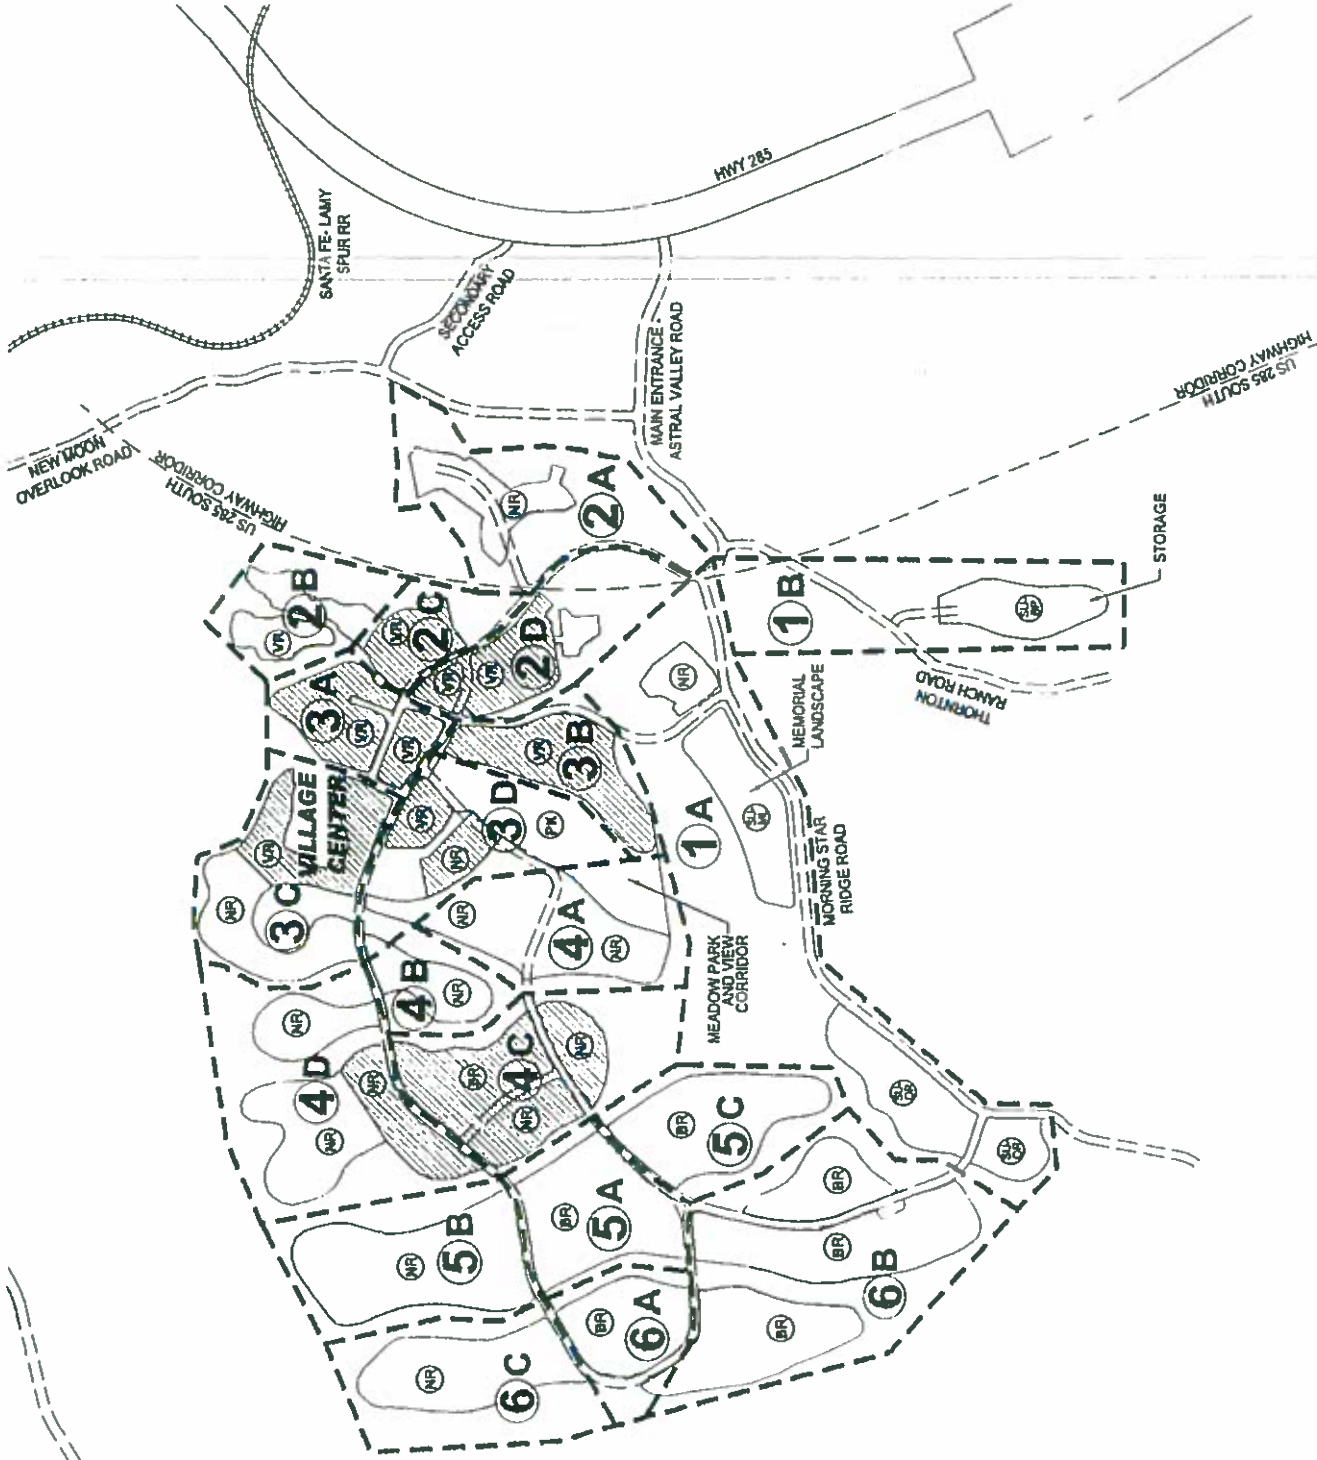 HWY 285
SANTA FE- LAMY
SPUR RR
SECONDARY
ACCESS ROAD
MAIN ENTRANCE -
ASTRAL VALLEY ROAD
NEW MOON
OVERLOOK ROAD
US 285 SOUTH
HIGHWAY CORRIDOR
US 285 SOUTH
HIGHWAY CORRIDOR
STORAGE
THORNTON
RANCH ROAD
MEMORIAL
LANDSCAPE
MORNING STAR
RIDGE ROAD
MEADOW PARK
AND VIEW
CORRIDOR
VILLAGE
CENTER
1 A
NR
1 B
2 A
NR
2 B
VR
2 C
VR
VR
2 D
VR
3 A
VR
VR
3 B
VR
3 C
NR
VR
3 D
VR
NR
PK
4 A
NR
NR
4 B
NR
4 C
BR
NR
NR
4 D
NR
NR
NR
5 A
BR
5 B
NR
5 C
BR
6 A
BR
6 B
BR
BR
BR
6 C
NR